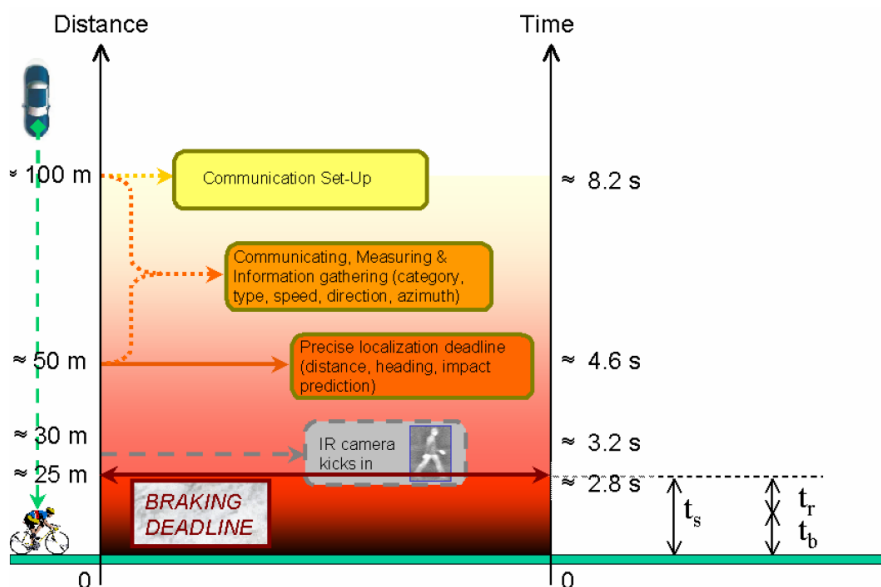 Distance
Time
≈ 100 m
Communication Set-Up
≈ 8.2 s
Communicating, Measuring &
Information gathering (category,
type, speed, direction, azimuth)
≈ 50 m
Precise localization deadline
(distance, heading, impact
prediction)
≈ 4.6 s
≈ 30 m
IR camera
kicks in
≈ 3.2 s
≈ 25 m
≈ 2.8 s
BRAKING
DEADLINE
ts
tr
tb
0
0